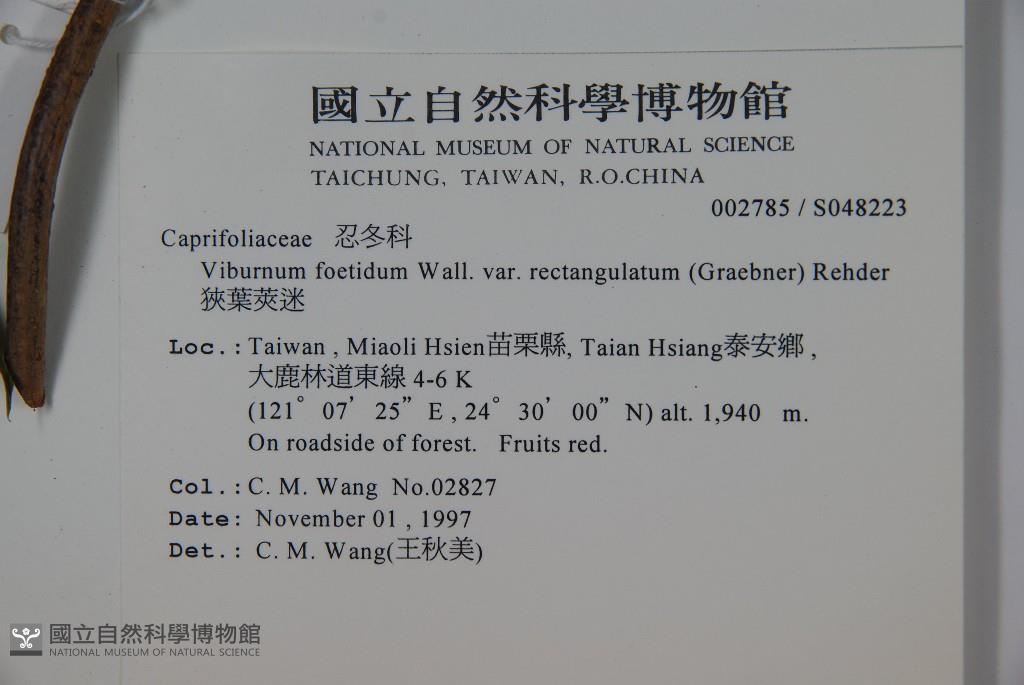 國立自然科學博物館
NATIONAL MUSEUM OF NATURAL SCIENCE
TAICHUNG, TAIWAN, R.O.CHINA
002785 / S048223
Caprifoliaceae 忍冬科
Viburnum foetidum Wall. var. rectangulatum (Graebner) Rehder
狹葉莢迷
Loc.: Taiwan , Miaoli Hsien苗栗縣, Taian Hsiang泰安鄉 ,
大鹿林道東線 4-6 K
(121° 07’ 25” E , 24° 30’ 00” N) alt. 1,940 m.
On roadside of forest. Fruits red.
Col.: C. M. Wang No.02827
Date: November 01 , 1997
Det.: C. M. Wang(王秋美)
國立自然科學博物館
NATIONAL MUSEUM OF NATURAL SCIENCE